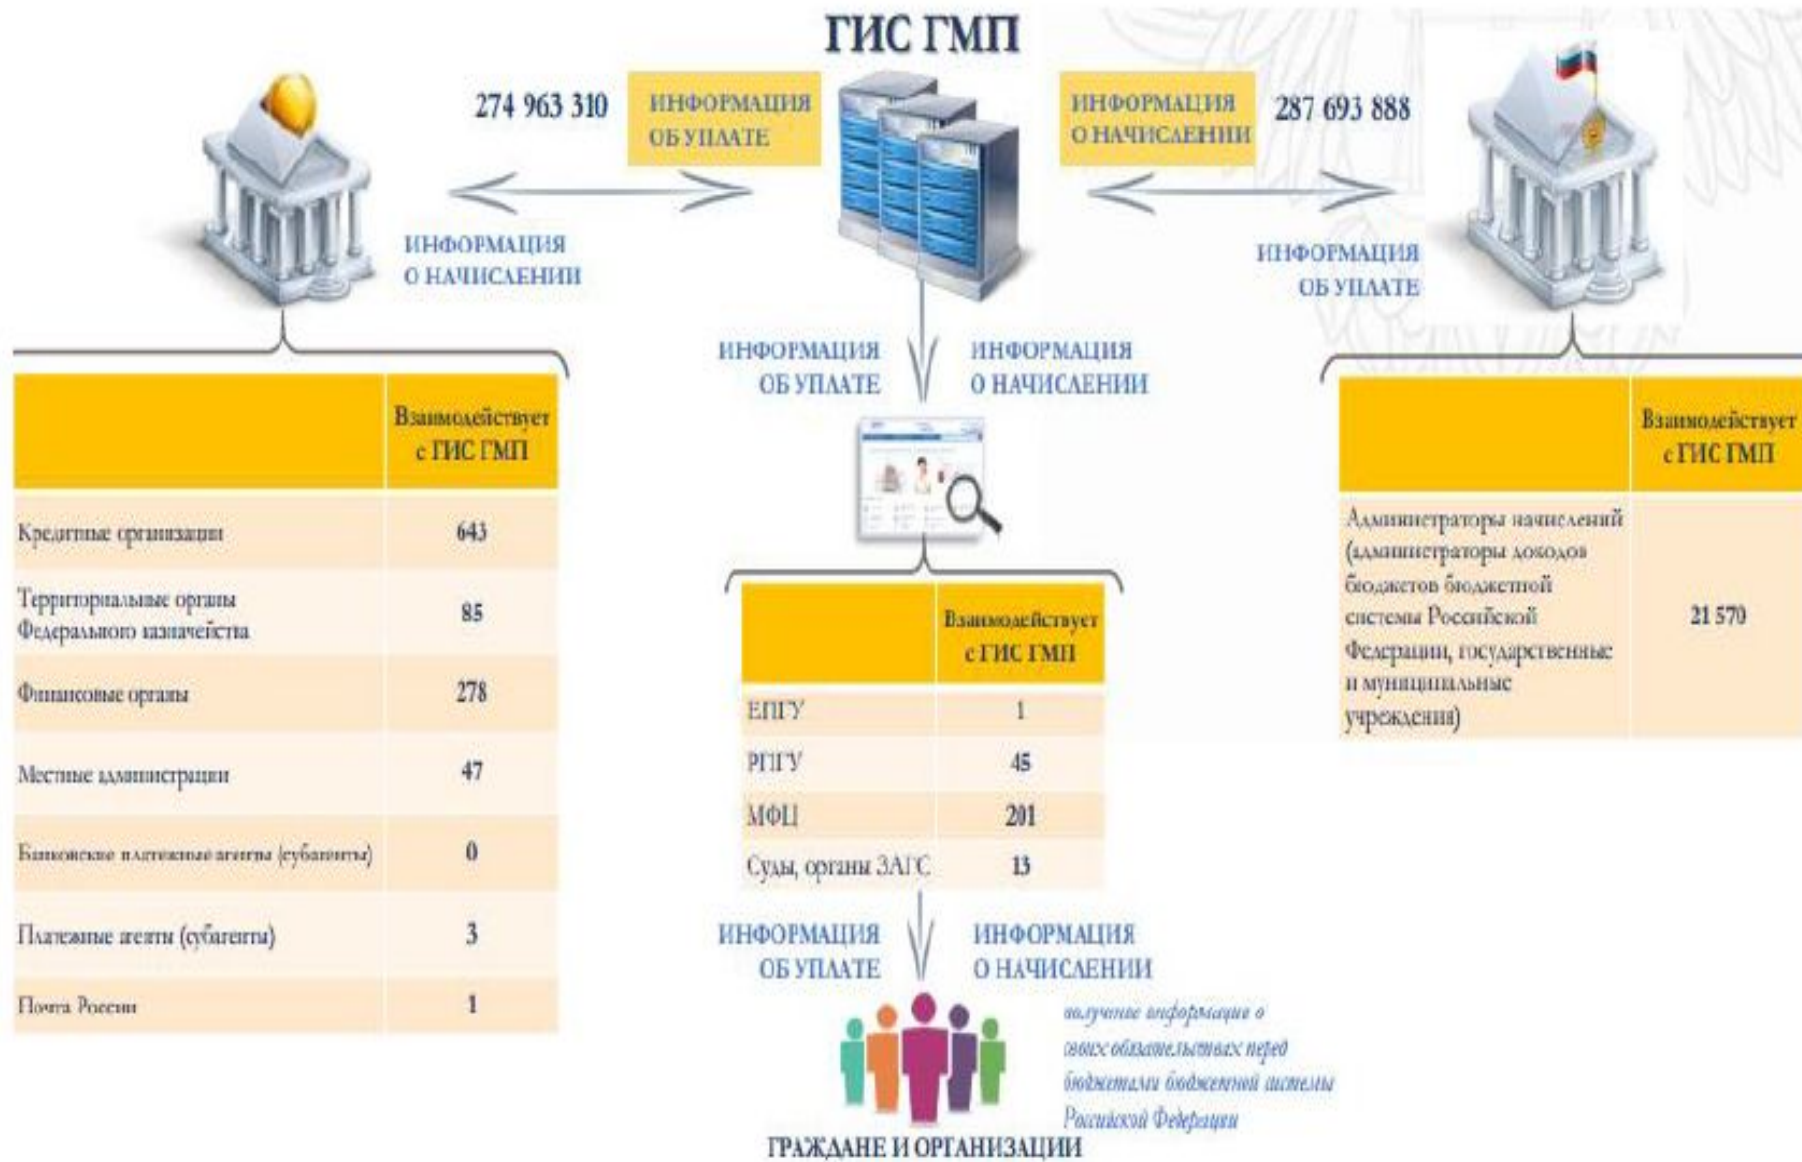 ГИС ГМП
274 963 310
ИНФОРМАЦИЯ
ОБ УПЛАТЕ
ИНФОРМАЦИЯ
О НАЧИСЛЕНИИ
287 693 888
ИНФОРМАЦИЯ
О НАЧИСЛЕНИИ
ИНФОРМАЦИЯ
ОБ УПЛАТЕ
ИНФОРМАЦИЯ
ОБ УПЛАТЕ
ИНФОРМАЦИЯ
О НАЧИСЛЕНИИ
Взаимодействует
с ГИС ГМП
Кредитные организации 643
Территориальные органы
Федерального казначейства 85
Финансовые органы 278
Местные администрации 47
Банковские платежные агенты (субагенты) 0
Платежные агенты (субагенты) 3
Почта России 1
Взаимодействует
с ГИС ГМП
ЕПГУ 1
РПГУ 45
МФЦ 201
Суды, органы ЗАГС 13
Взаимодействует
с ГИС ГМП
Администраторы начислений
(администраторы доходов
бюджетов бюджетной
системы Российской 21 570
Федерации, государственные
и муниципальные
учреждения)
ИНФОРМАЦИЯ
ОБ УПЛАТЕ
ИНФОРМАЦИЯ
О НАЧИСЛЕНИИ
получение информации о
своих обязательствах перед
бюджетами бюджетной системы
Российской Федерации
ГРАЖДАНЕ И ОРГАНИЗАЦИИ